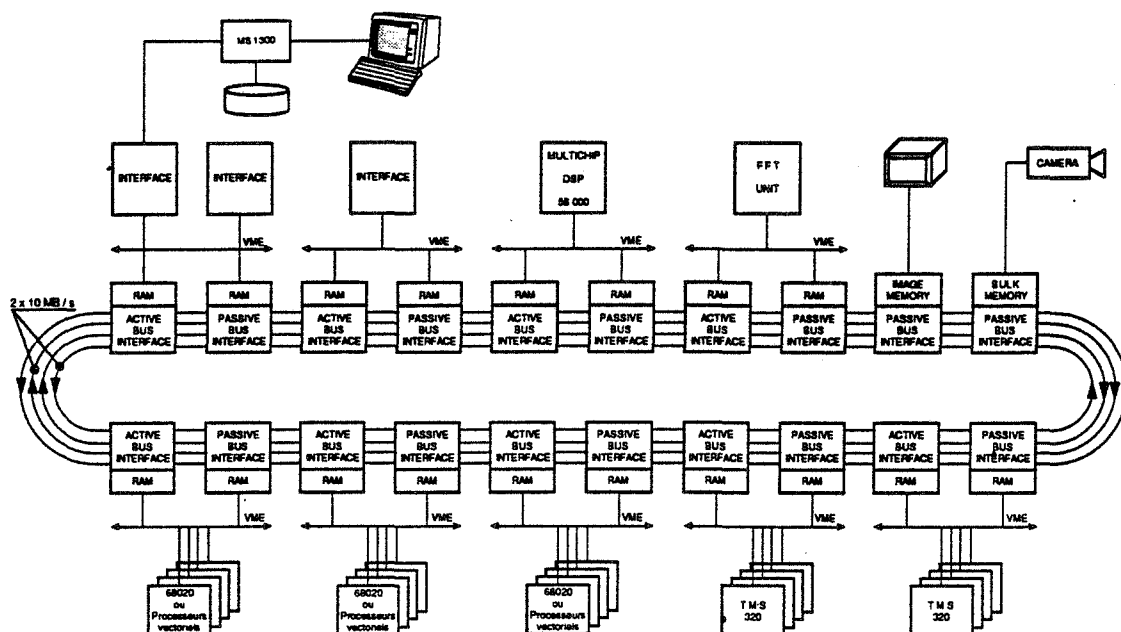 MS 1300
INTERFACE
INTERFACE
INTERFACE
MULTICHIP
DSP
56 000
FFT
UNIT
CAMERA
VME
VME
VME
VME
2 x 10 MB / s
RAM
RAM
RAM
RAM
RAM
RAM
RAM
RAM
IMAGE
MEMORY
BULK
MEMORY
ACTIVE
BUS
INTERFACE
PASSIVE
BUS
INTERFACE
ACTIVE
BUS
INTERFACE
PASSIVE
BUS
INTERFACE
ACTIVE
BUS
INTERFACE
PASSIVE
BUS
INTERFACE
ACTIVE
BUS
INTERFACE
PASSIVE
BUS
INTERFACE
PASSIVE
BUS
INTERFACE
PASSIVE
BUS
INTERFACE
ACTIVE
BUS
INTERFACE
PASSIVE
BUS
INTERFACE
ACTIVE
BUS
INTERFACE
PASSIVE
BUS
INTERFACE
ACTIVE
BUS
INTERFACE
PASSIVE
BUS
INTERFACE
ACTIVE
BUS
INTERFACE
PASSIVE
BUS
INTERFACE
ACTIVE
BUS
INTERFACE
PASSIVE
BUS
INTERFACE
RAM
RAM
RAM
RAM
RAM
RAM
RAM
RAM
RAM
RAM
VME
VME
VME
VME
VME
68020
ou
Processeurs
vectoriels
68020
ou
Processeurs
vectoriels
68020
ou
Processeurs
vectoriels
TMS
320
TMS
320